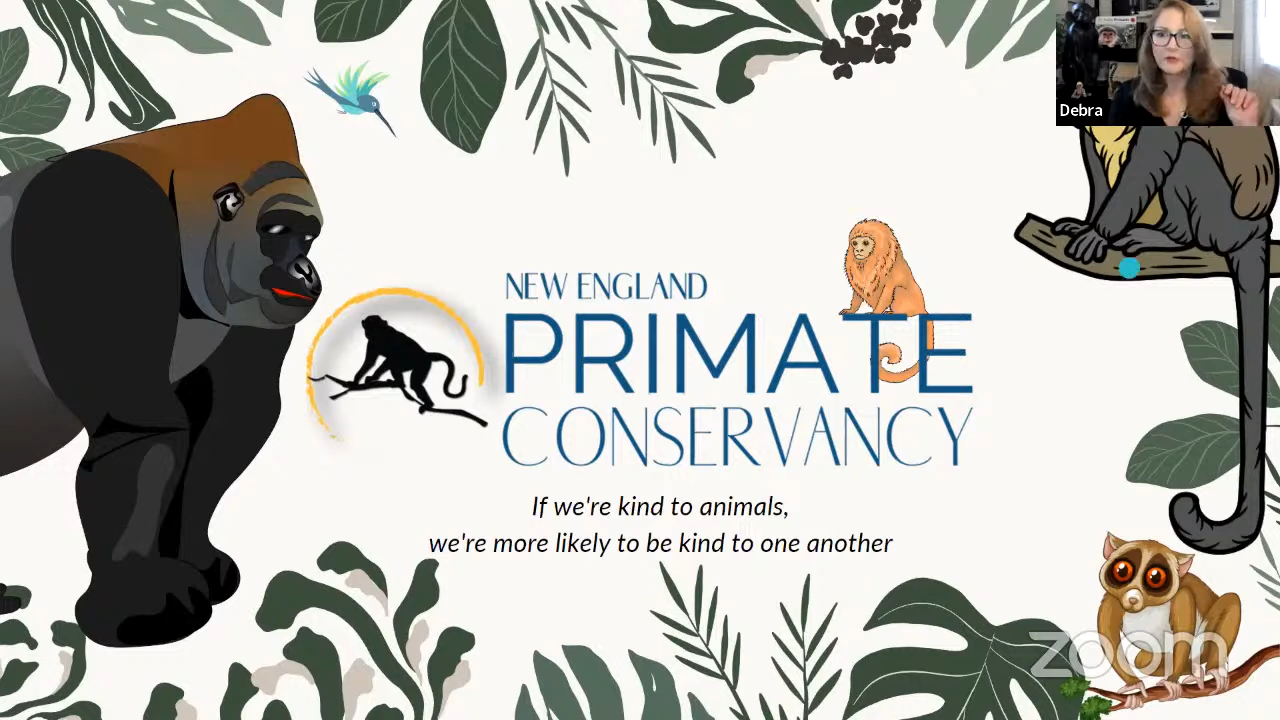 Debra
NEW ENGLAND
PRIMATE
CONSERVANCY
If we're kind to animals,
we're more likely to be kind to one another
zoom